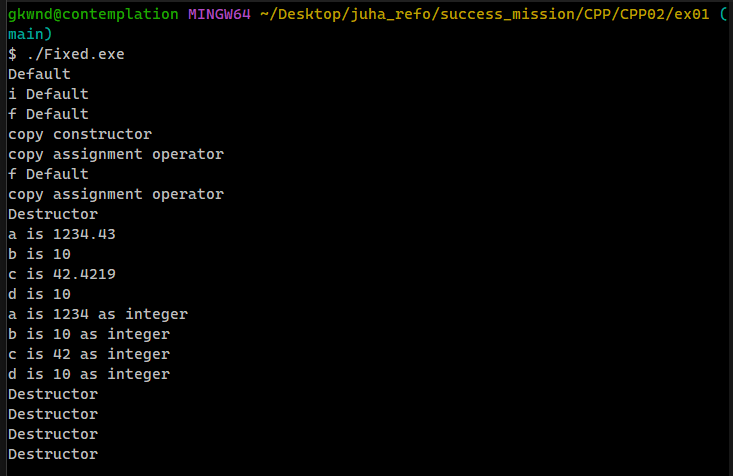 gkwnd@contemplation MINGW64 ~/Desktop/juha_refo/success_mission/CPP/CPP02/ex01 (
main)
$ ./Fixed.exe
Default
i Default
f Default
copy constructor
copy assignment operator
f Default
copy assignment operator
Destructor
a is 1234.43
b is 10
c is 42.4219
d is 10
a is 1234 as integer
b is 10 as integer
c is 42 as integer
d is 10 as integer
Destructor
Destructor
Destructor
Destructor